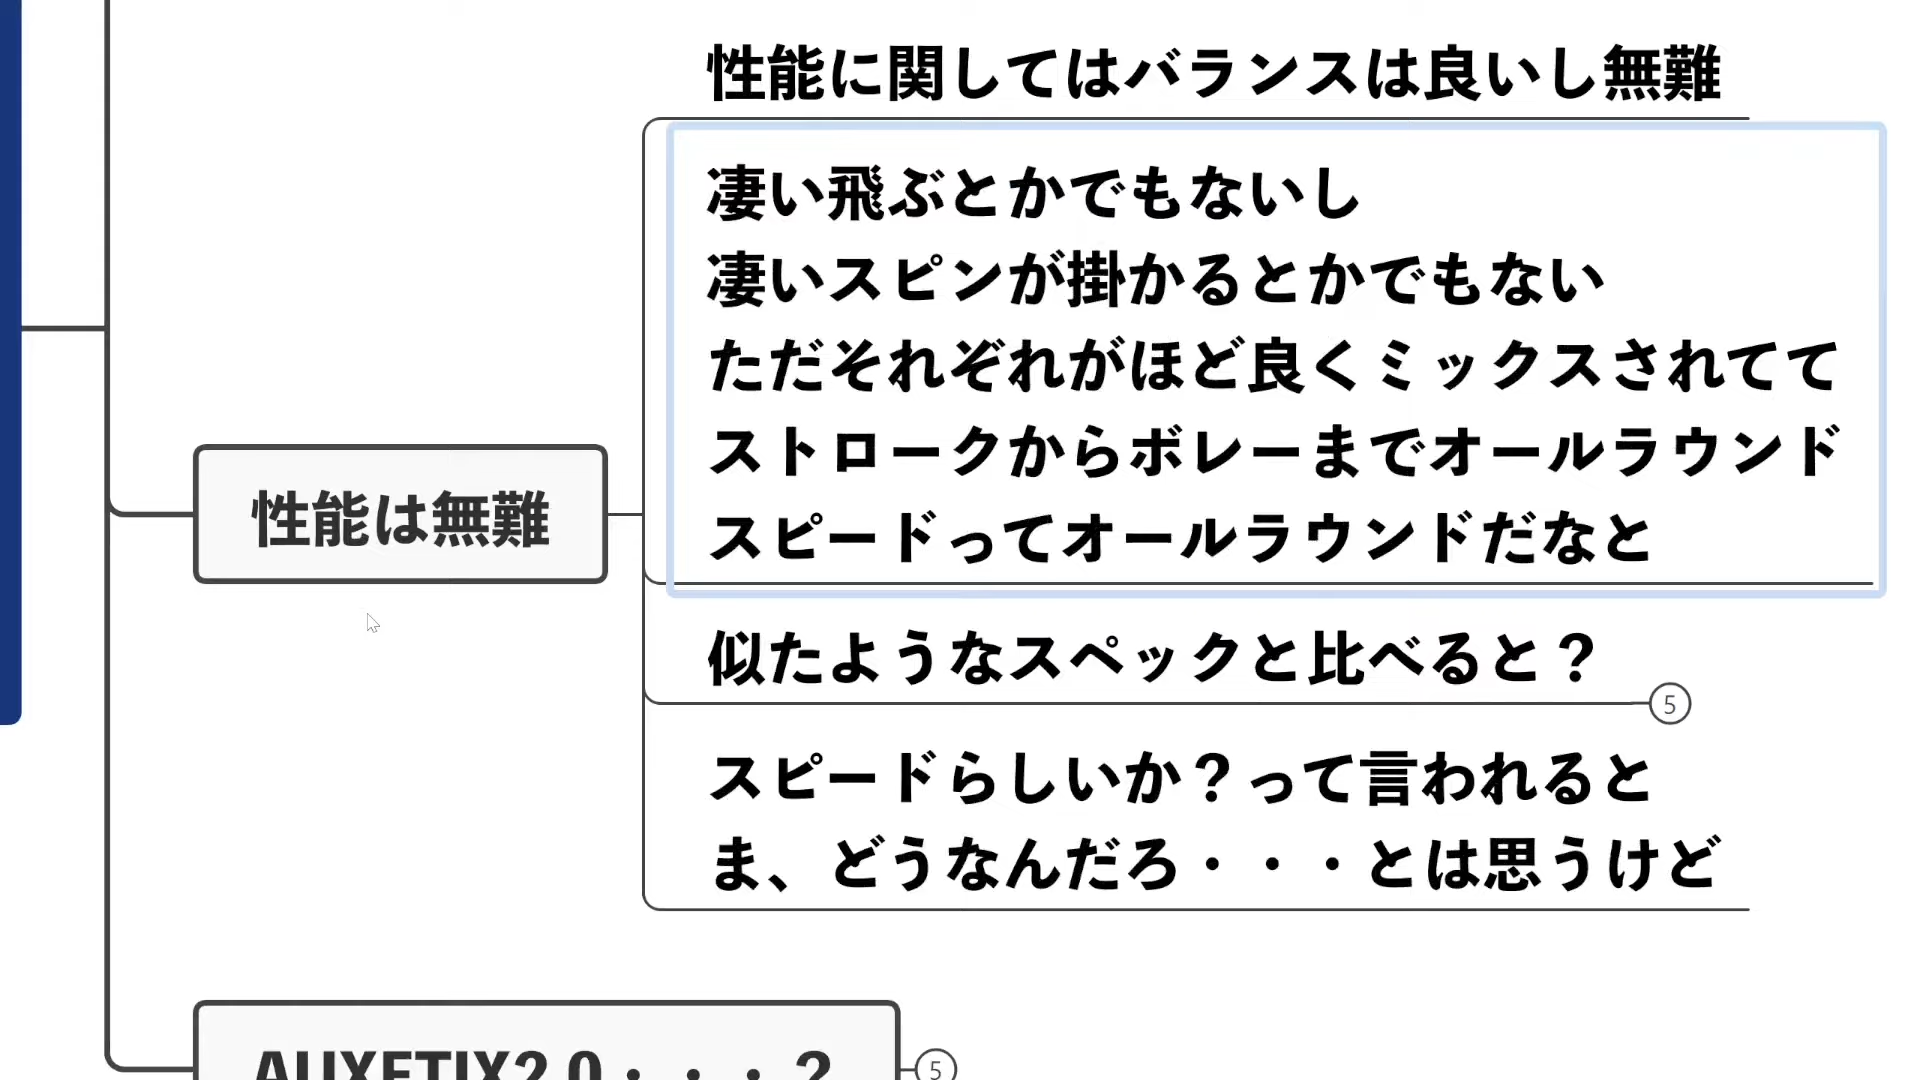 性能に関してはバランスは良いし無難
凄い飛ぶとかでもないし
凄いスピンが掛かるとかでもない
ただそれぞれがほど良くミックスされてて
ストロークからボレーまでオールラウンド
スピードってオールラウンドだなと
性能は無難
似たようなスペックと比べると？
5
スピードらしいか？って言われると
ま、どうなんだろ・・・とは思うけど
AUXETIX2.0・・・？
5